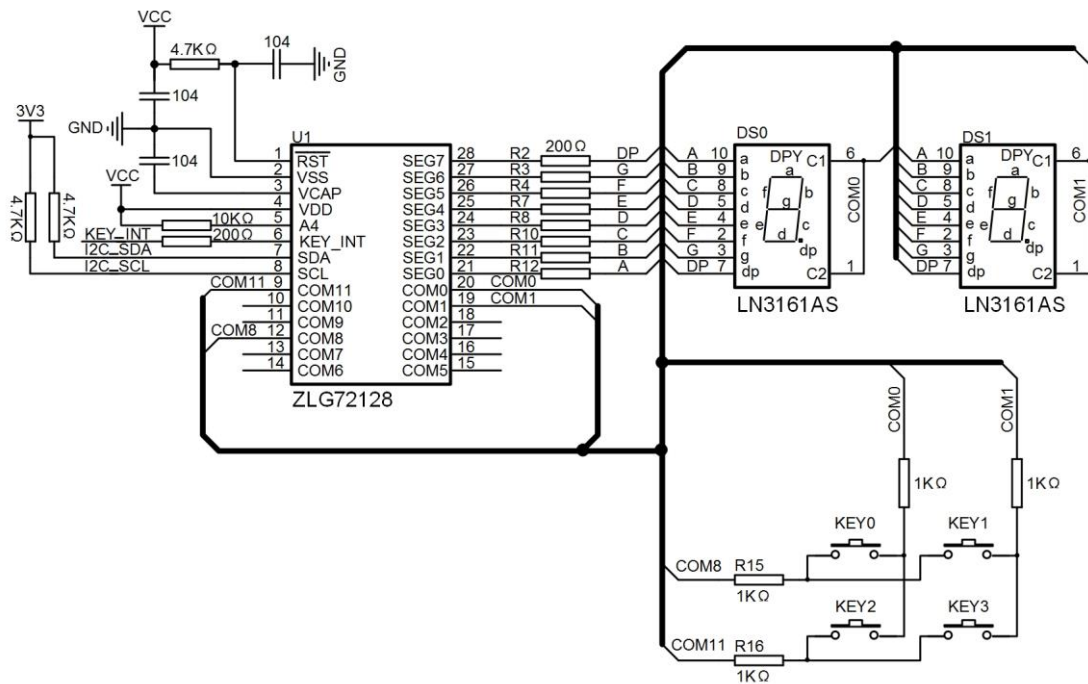 VCC
4.7KΩ
104
GND
104
3V3
GND
104
VCC
4.7KΩ
4.7KΩ
10KΩ
200Ω
KEY_INT
I2C_SDA
I2C_SCL
COM11
COM8
U1
1 RST SEG7 28 R2 200Ω DP
2 VSS SEG6 27 R3 G
3 VCAP SEG5 26 R4 F
4 VDD SEG4 25 R7 E
5 A4 SEG3 24 R8 D
6 KEY_INT SEG2 23 R10 C
7 SDA SEG1 22 R11 B
8 SCL SEG0 21 R12 A
9 COM11 COM0 20 COM0
10 COM10 COM1 19 COM1
11 COM9 COM2 18
12 COM8 COM3 17
13 COM7 COM4 16
14 COM6 COM5 15
ZLG72128
DS0
A 10 a DPY C1 6
B 9 b a
C 8 c f b
D 5 d g
E 4 e e c
F 2 f d
G 3 g dp
DP 7 dp C2 1
COM0
LN3161AS
DS1
A 10 a DPY C1 6
B 9 b a
C 8 c f b
D 5 d g
E 4 e e c
F 2 f d
G 3 g dp
DP 7 dp C2 1
COM1
LN3161AS
COM0
COM1
1KΩ
1KΩ
KEY0
KEY1
COM8 R15
1KΩ
KEY2
KEY3
COM11 R16
1KΩ